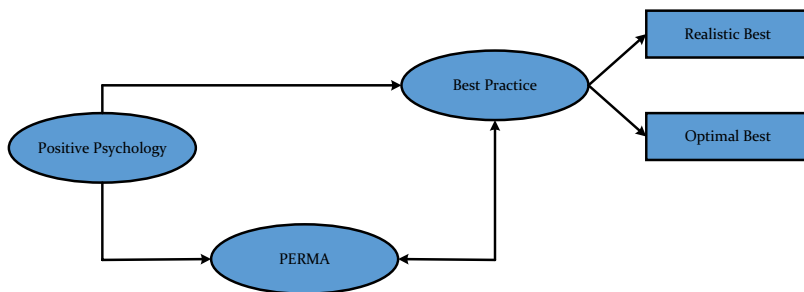 Realistic Best
Best Practice
Optimal Best
Positive Psychology
PERMA